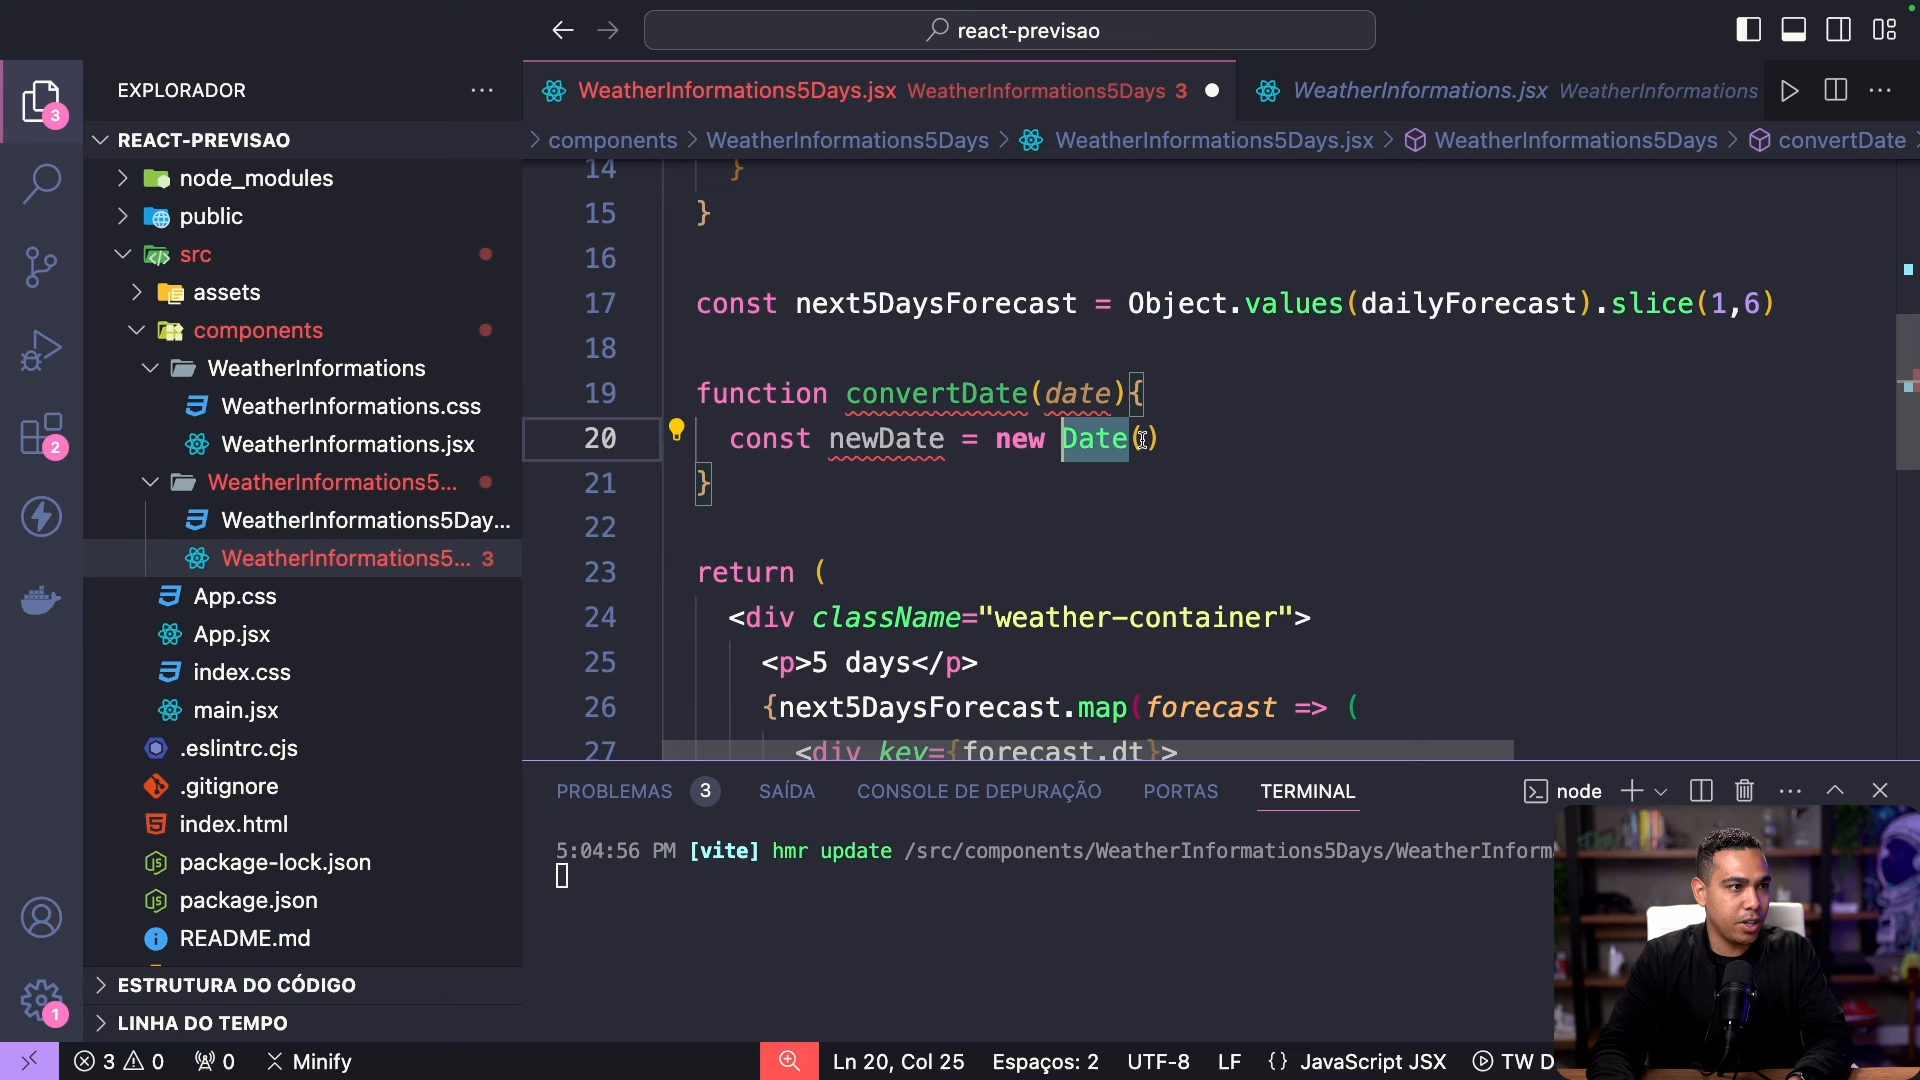 react-previsao
EXPLORADOR
REACT-PREVISAO
node_modules
public
src
assets
components
WeatherInformations
WeatherInformations.css
WeatherInformations.jsx
WeatherInformations5...
WeatherInformations5Day...
WeatherInformations5... 3
App.css
App.jsx
index.css
main.jsx
.eslintrc.cjs
.gitignore
index.html
package-lock.json
package.json
README.md
ESTRUTURA DO CÓDIGO
LINHA DO TEMPO
3
2
1
WeatherInformations5Days.jsx WeatherInformations5Days 3
WeatherInformations.jsx WeatherInformations
components > WeatherInformations5Days > WeatherInformations5Days.jsx > WeatherInformations5Days > convertDate
14 }
15 }
16
17 const next5DaysForecast = Object.values(dailyForecast).slice(1,6)
18
19 function convertDate(date){
20 const newDate = new Date()
21 }
22
23 return (
24 <div className="weather-container">
25 <p>5 days</p>
26 {next5DaysForecast.map(forecast => (
27 <div key={forecast.dt}>
PROBLEMAS 3 SAÍDA CONSOLE DE DEPURAÇÃO PORTAS TERMINAL
node
5:04:56 PM [vite] hmr update /src/components/WeatherInformations5Days/WeatherInform
3 0 0 Minify
Ln 20, Col 25 Espaços: 2 UTF-8 LF {} JavaScript JSX TW D